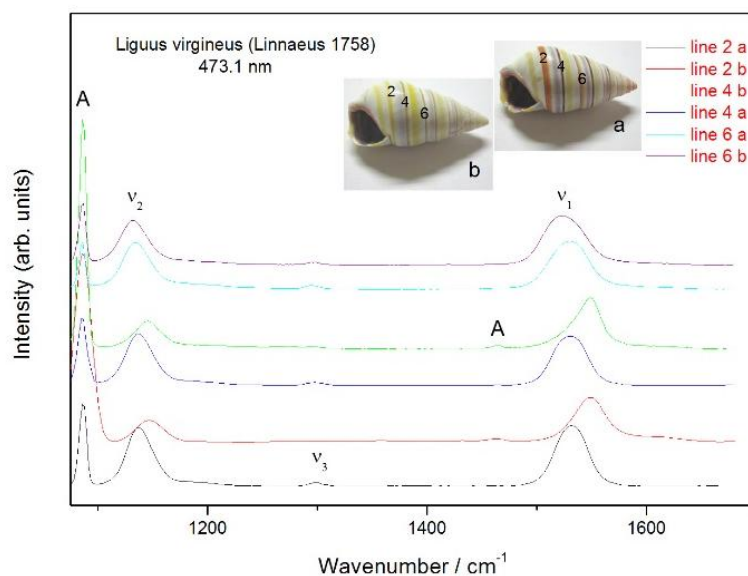 Liguus virgineus (Linnaeus 1758)
473.1 nm
line 2 a
line 2 b
line 4 b
line 4 a
line 6 a
line 6 b
2
4
6
a
2
4
6
b
A
ν2
ν1
A
ν3
Intensity (arb. units)
1200
1400
1600
Wavenumber / cm⁻¹